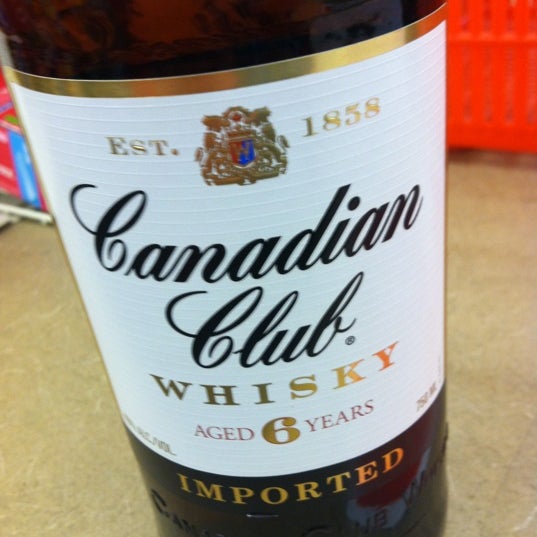 EST. 1858
Canadian
Club®
WHISKY
AGED 6 YEARS
IMPORTED